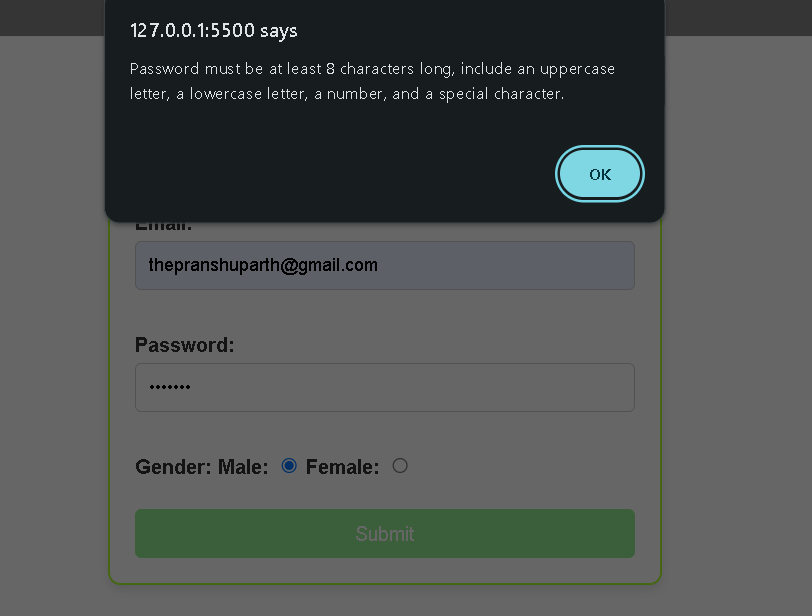 127.0.0.1:5500 says
Password must be at least 8 characters long, include an uppercase
letter, a lowercase letter, a number, and a special character.
OK
Email:
thepranshuparth@gmail.com
Password:
•••••••
Gender: Male: Female:
Submit